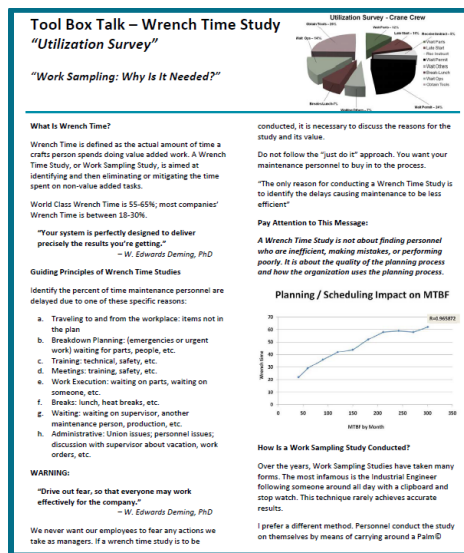 Tool Box Talk – Wrench Time Study
“Utilization Survey”
“Work Sampling: Why Is It Needed?”
Utilization Survey - Crane Crew
What Is Wrench Time?
Wrench Time is defined as the actual amount of time a
crafts person spends doing value added work. A Wrench
Time Study, or Work Sampling Study, is aimed at
identifying and then eliminating or mitigating the time
spent on non-value added tasks.
World Class Wrench Time is 55-65%; most companies’
Wrench Time is between 18-30%.
“Your system is perfectly designed to deliver
precisely the results you’re getting.”
– W. Edwards Deming, PhD
Guiding Principles of Wrench Time Studies
Identify the percent of time maintenance personnel are
delayed due to one of these specific reasons:
a. Traveling to and from the workplace: items not in
the plan
b. Breakdown Planning: (emergencies or urgent
work) waiting for parts, people, etc.
c. Training: technical, safety, etc.
d. Meetings: training, safety, etc.
e. Work Execution: waiting on parts, waiting on
someone, etc.
f. Breaks: lunch, heat breaks, etc.
g. Waiting: waiting on supervisor, another
maintenance person, production, etc.
h. Administrative: Union issues; personnel issues;
discussion with supervisor about vacation, work
orders, etc.
WARNING:
“Drive out fear, so that everyone may work
effectively for the company.”
– W. Edwards Deming, PhD
We never want our employees to fear any actions we
take as managers. If a wrench time study is to be
conducted, it is necessary to discuss the reasons for the
study and its value.
Do not follow the “just do it” approach. You want your
maintenance personnel to buy in to the process.
“The only reason for conducting a Wrench Time Study is
to identify the delays causing maintenance to be less
efficient”
Pay Attention to This Message:
A Wrench Time Study is not about finding personnel
who are inefficient, making mistakes, or performing
poorly. It is about the quality of the planning process
and how the organization uses the planning process.
Planning / Scheduling Impact on MTBF
R=0.965872
70
60
50
40
30
20
10
0
Wrench time
0 50 100 150 200 250 300 350
MTBF by Month
How Is a Work Sampling Study Conducted?
Over the years, Work Sampling Studies have taken many
forms. The most infamous is the Industrial Engineer
following someone around all day with a clipboard and
stop watch. This technique rarely achieves accurate
results.
I prefer a different method. Personnel conduct the study
on themselves by means of carrying around a Palm©